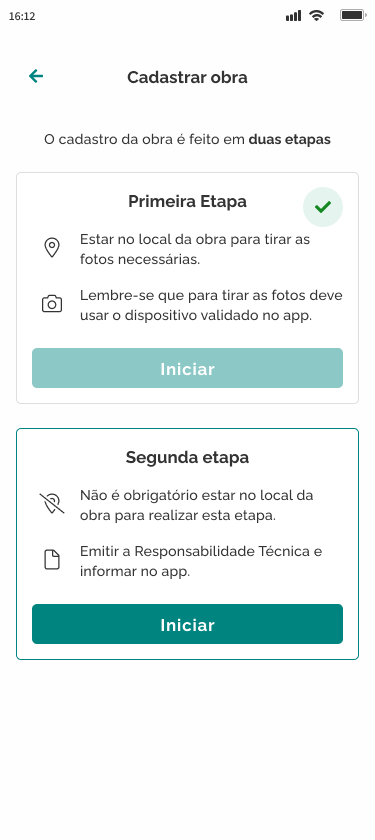 16:12
Cadastrar obra
O cadastro da obra é feito em duas etapas
Primeira Etapa
Estar no local da obra para tirar as
fotos necessárias.
Lembre-se que para tirar as fotos deve
usar o dispositivo validado no app.
Iniciar
Segunda etapa
Não é obrigatório estar no local da
obra para realizar esta etapa.
Emitir a Responsabilidade Técnica e
informar no app.
Iniciar